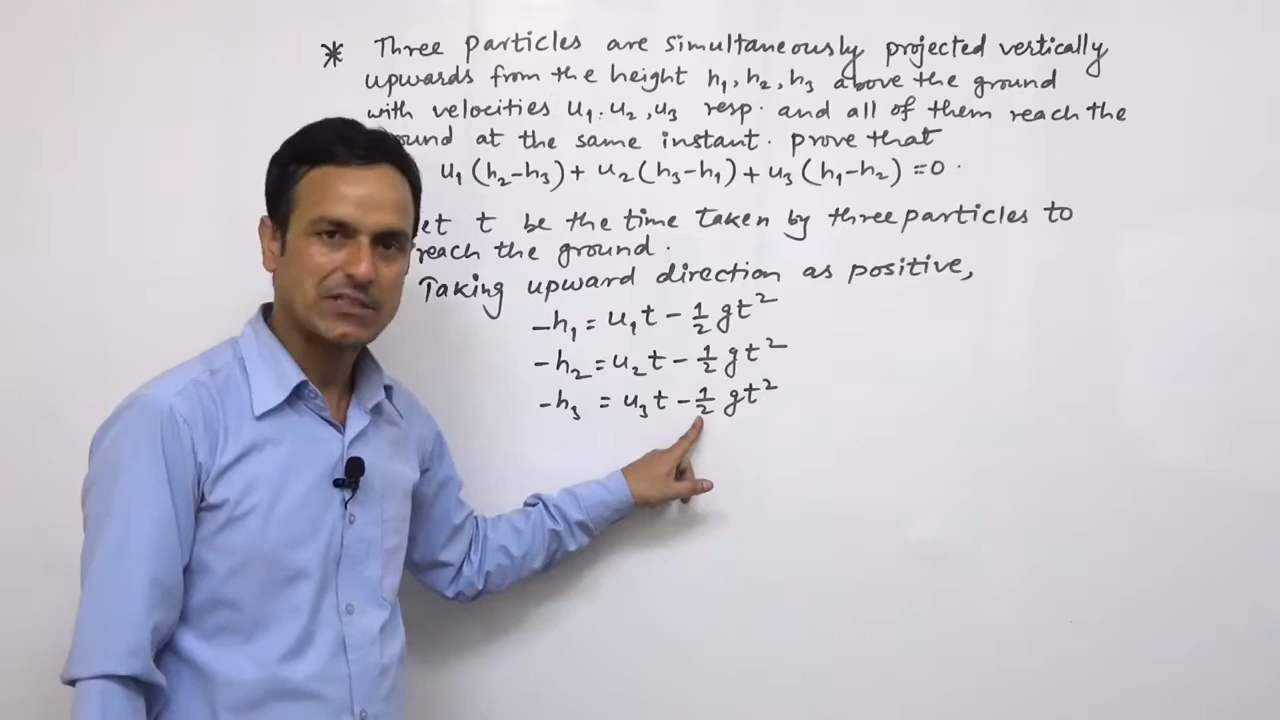 * Three particles are simultaneously projected vertically
upwards from the height h₁, h₂, h₃ above the ground
with velocities u₁, u₂, u₃ resp. and all of them reach the
ound at the same instant. prove that
u₁(h₂-h₃) + u₂(h₃-h₁) + u₃(h₁-h₂) = 0.
et t be the time taken by three particles to
reach the ground.
Taking upward direction as positive,
-h₁ = u₁t - 1/2 gt²
-h₂ = u₂t - 1/2 gt²
-h₃ = u₃t - 1/2 gt²